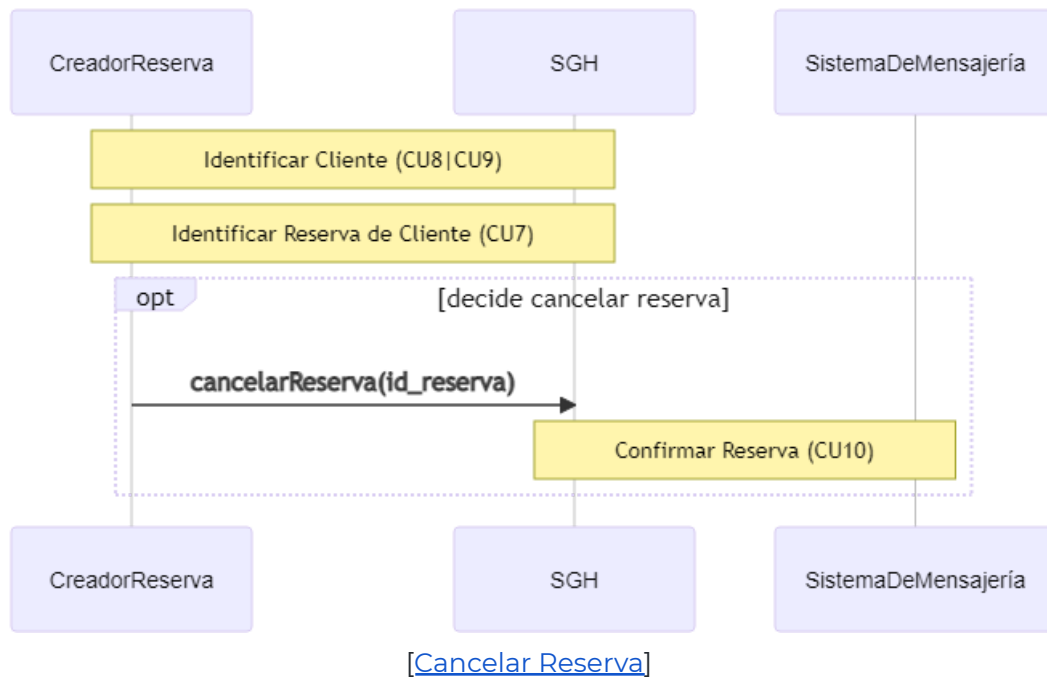 CreadorReserva
SGH
SistemaDeMensajería
Identificar Cliente (CU8|CU9)
Identificar Reserva de Cliente (CU7)
opt
[decide cancelar reserva]
cancelarReserva(id_reserva)
Confirmar Reserva (CU10)
CreadorReserva
SGH
SistemaDeMensajería
[Cancelar Reserva]